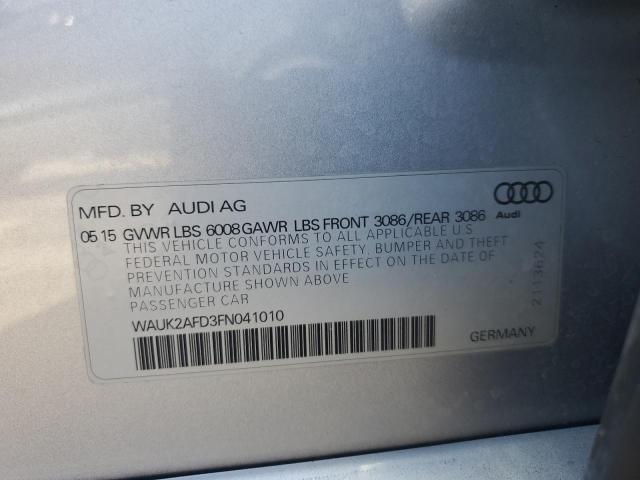 MFD. BY AUDI AG
Audi
05 15 GVWR LBS 6008 GAWR LBS FRONT 3086/REAR 3086
THIS VEHICLE CONFORMS TO ALL APPLICABLE U S
FEDERAL MOTOR VEHICLE SAFETY, BUMPER AND THEFT
PREVENTION STANDARDS IN EFFECT ON THE DATE OF
MANUFACTURE SHOWN ABOVE
PASSENGER CAR
2113624
WAUK2AFD3FN041010
GERMANY